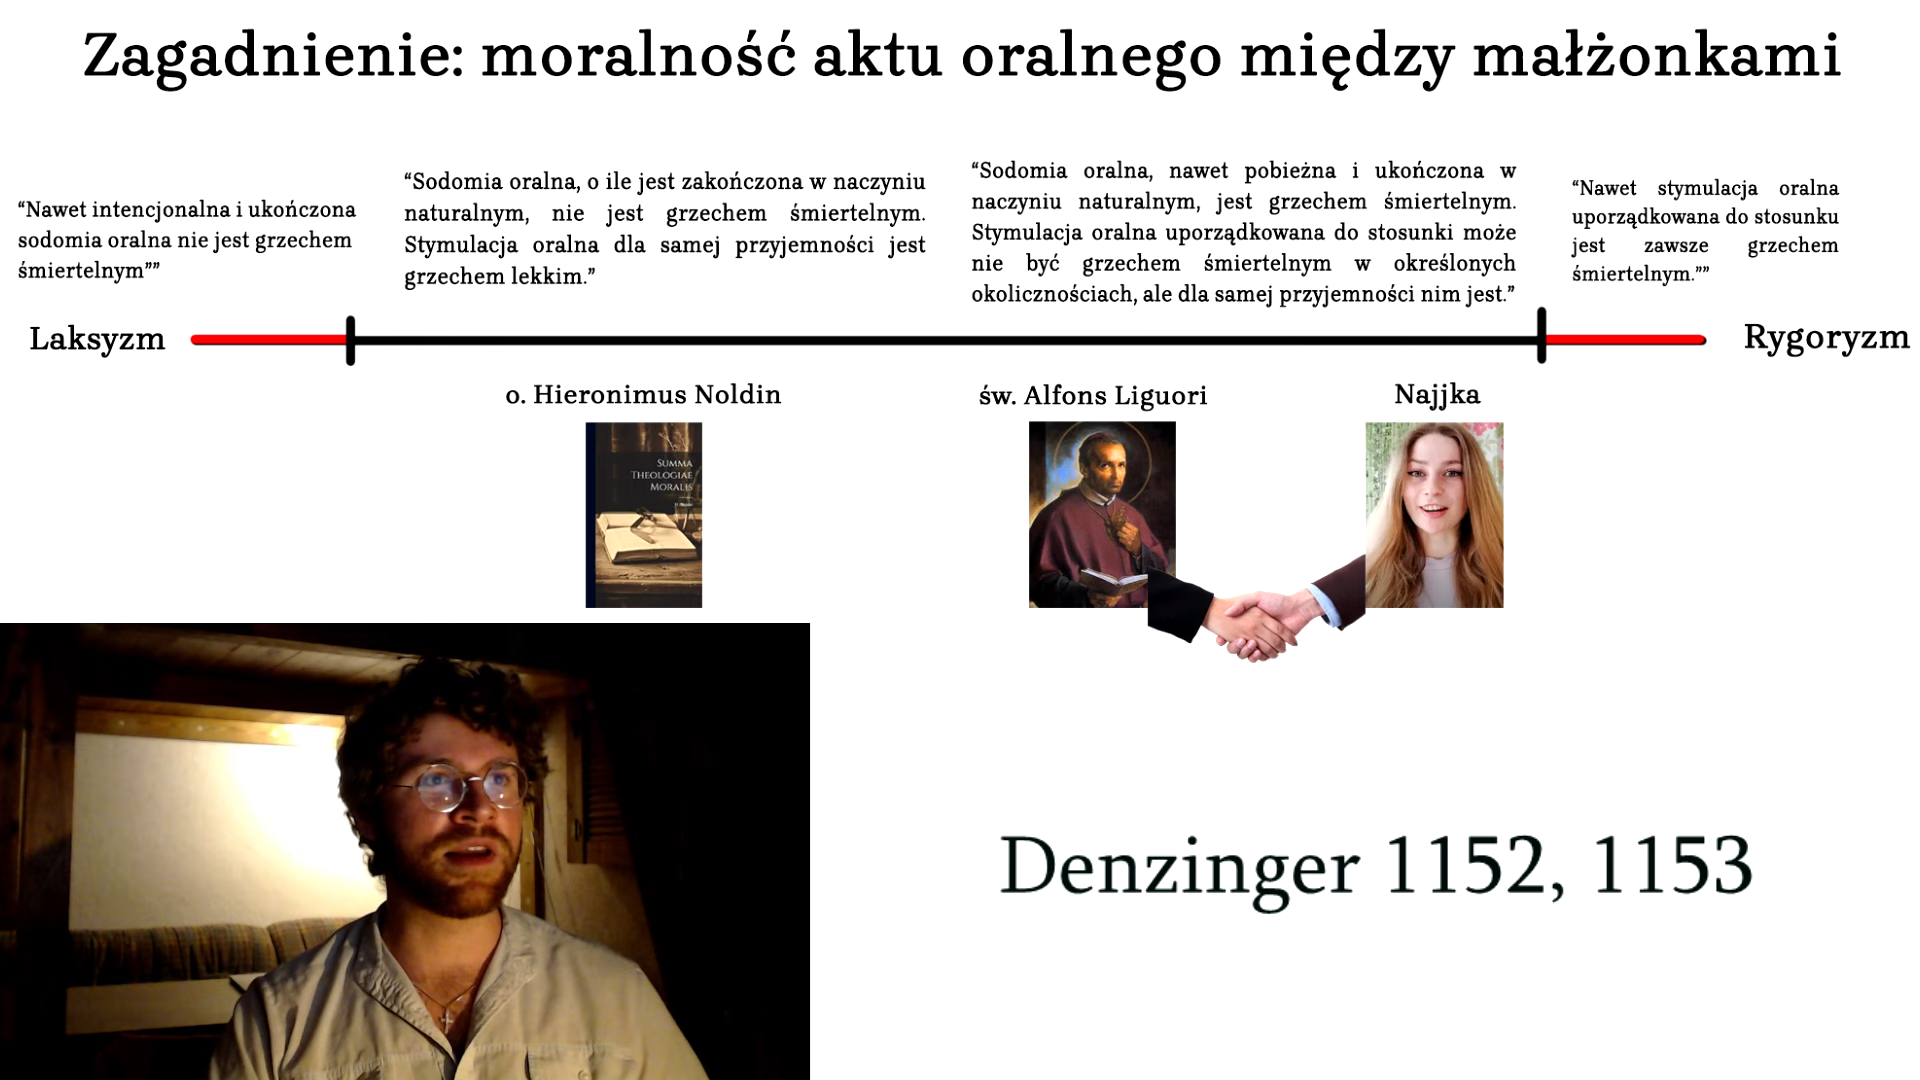 Zagadnienie: moralność aktu oralnego między małżonkami
“Nawet intencjonalna i ukończona
sodomia oralna nie jest grzechem
śmiertelnym””
“Sodomia oralna, o ile jest zakończona w naczyniu
naturalnym, nie jest grzechem śmiertelnym.
Stymulacja oralna dla samej przyjemności jest
grzechem lekkim.”
“Sodomia oralna, nawet pobieżna i ukończona w
naczyniu naturalnym, jest grzechem śmiertelnym.
Stymulacja oralna uporządkowana do stosunki może
nie być grzechem śmiertelnym w określonych
okolicznościach, ale dla samej przyjemności nim jest.”
“Nawet stymulacja oralna
uporządkowana do stosunku
jest zawsze grzechem
śmiertelnym.””
Laksyzm
Rygoryzm
o. Hieronimus Noldin
św. Alfons Liguori
Najjka
Summa
Theologiae
Moralis
Denzinger 1152, 1153